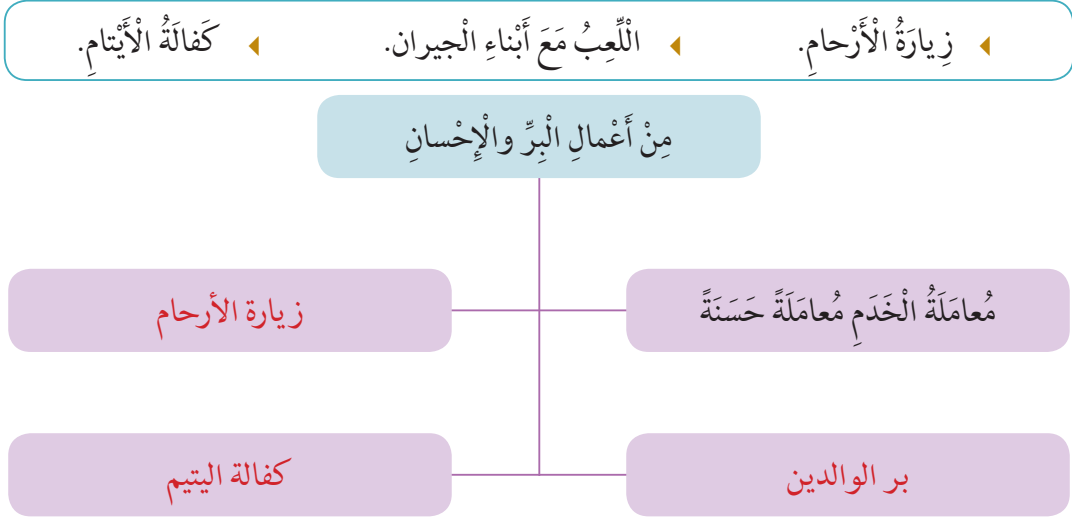 زِيارَةُ الْأَرْحامِ. اللَّعِبُ مَعَ أَبْناءِ الْجيران. كَفالَةُ الْأَيْتامِ.
مِنْ أَعْمالِ الْبِرِّ والْإِحْسانِ
مُعامَلَةُ الْخَدَمِ مُعامَلَةً حَسَنَةً
زيارة الأرحام
بر الوالدين
كفالة اليتيم